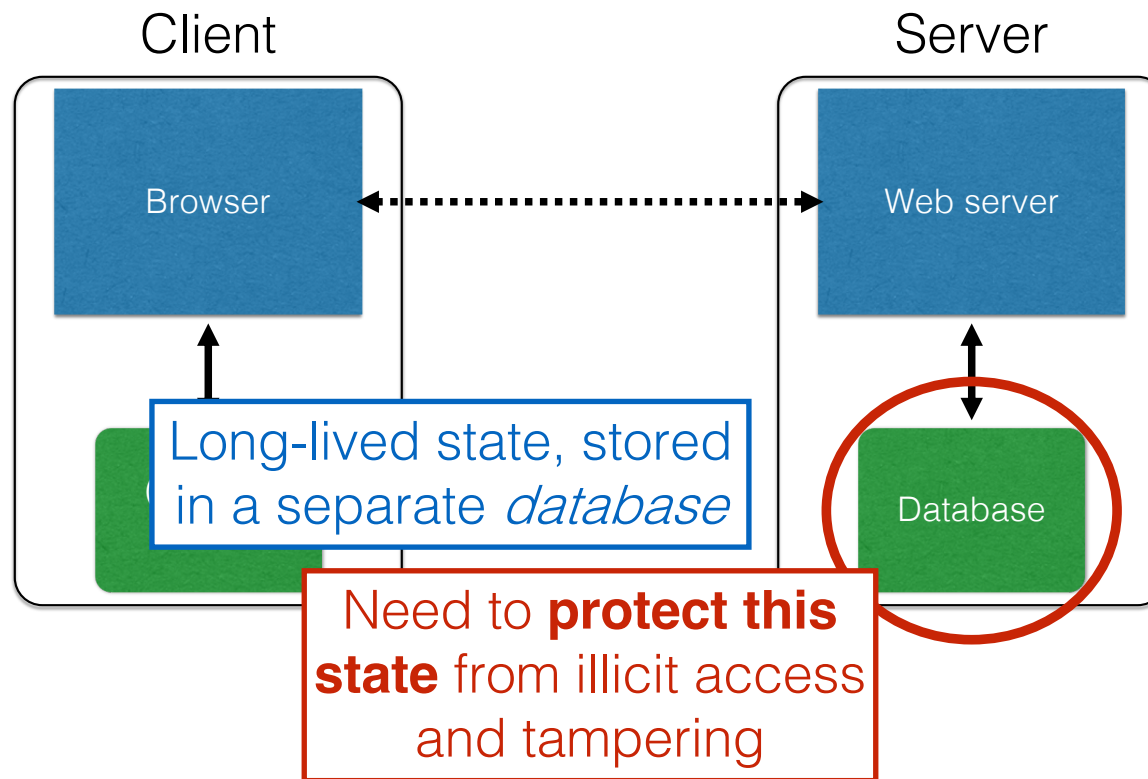 Client
Server
Browser
Web server
Long-lived state, stored
in a separate database
Database
Need to protect this
state from illicit access
and tampering